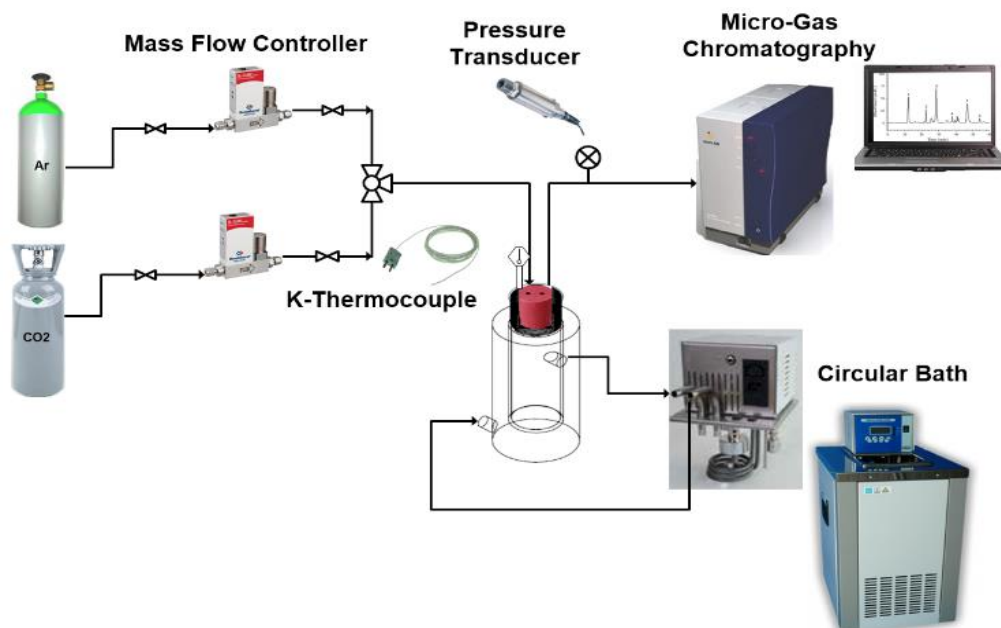 Mass Flow Controller
Pressure
Transducer
Micro-Gas
Chromatography
Ar
K-Thermocouple
CO2
Circular Bath